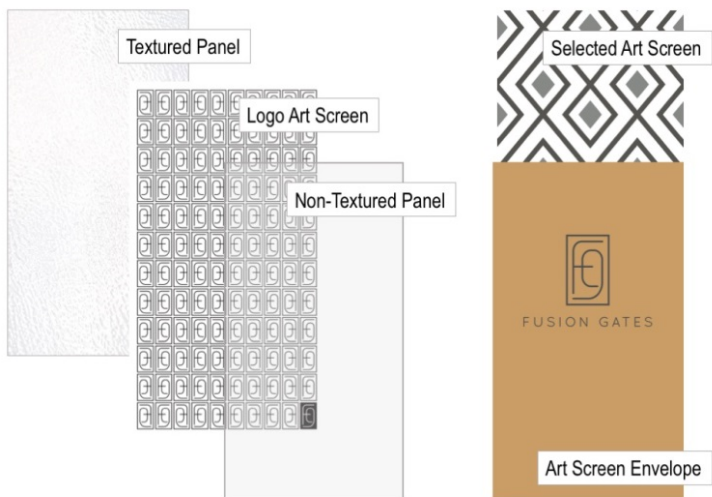 Textured Panel
Logo Art Screen
Non-Textured Panel
Selected Art Screen
FUSION GATES
Art Screen Envelope